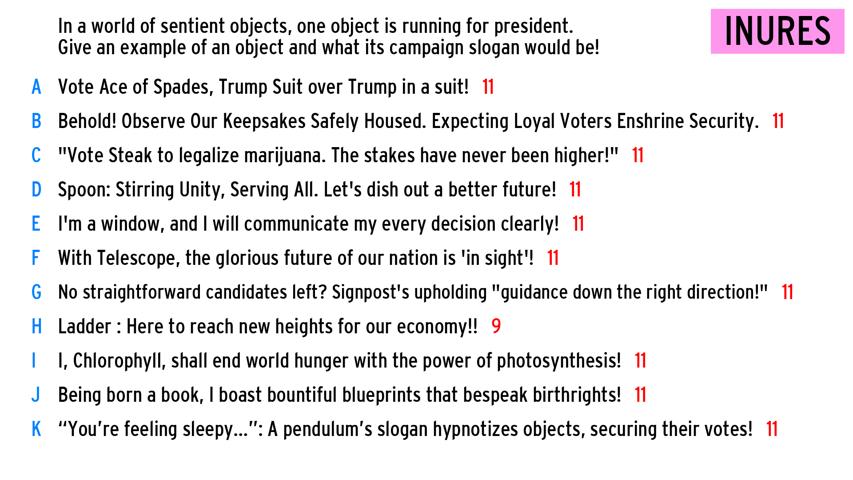 In a world of sentient objects, one object is running for president.
Give an example of an object and what its campaign slogan would be!
INURES
A Vote Ace of Spades, Trump Suit over Trump in a suit! 11
B Behold! Observe Our Keepsakes Safely Housed. Expecting Loyal Voters Enshrine Security. 11
C "Vote Steak to legalize marijuana. The stakes have never been higher!" 11
D Spoon: Stirring Unity, Serving All. Let's dish out a better future! 11
E I'm a window, and I will communicate my every decision clearly! 11
F With Telescope, the glorious future of our nation is 'in sight'! 11
G No straightforward candidates left? Signpost's upholding "guidance down the right direction!" 11
H Ladder : Here to reach new heights for our economy!! 9
I I, Chlorophyll, shall end world hunger with the power of photosynthesis! 11
J Being born a book, I boast bountiful blueprints that bespeak birthrights! 11
K “You’re feeling sleepy...”: A pendulum’s slogan hypnotizes objects, securing their votes! 11